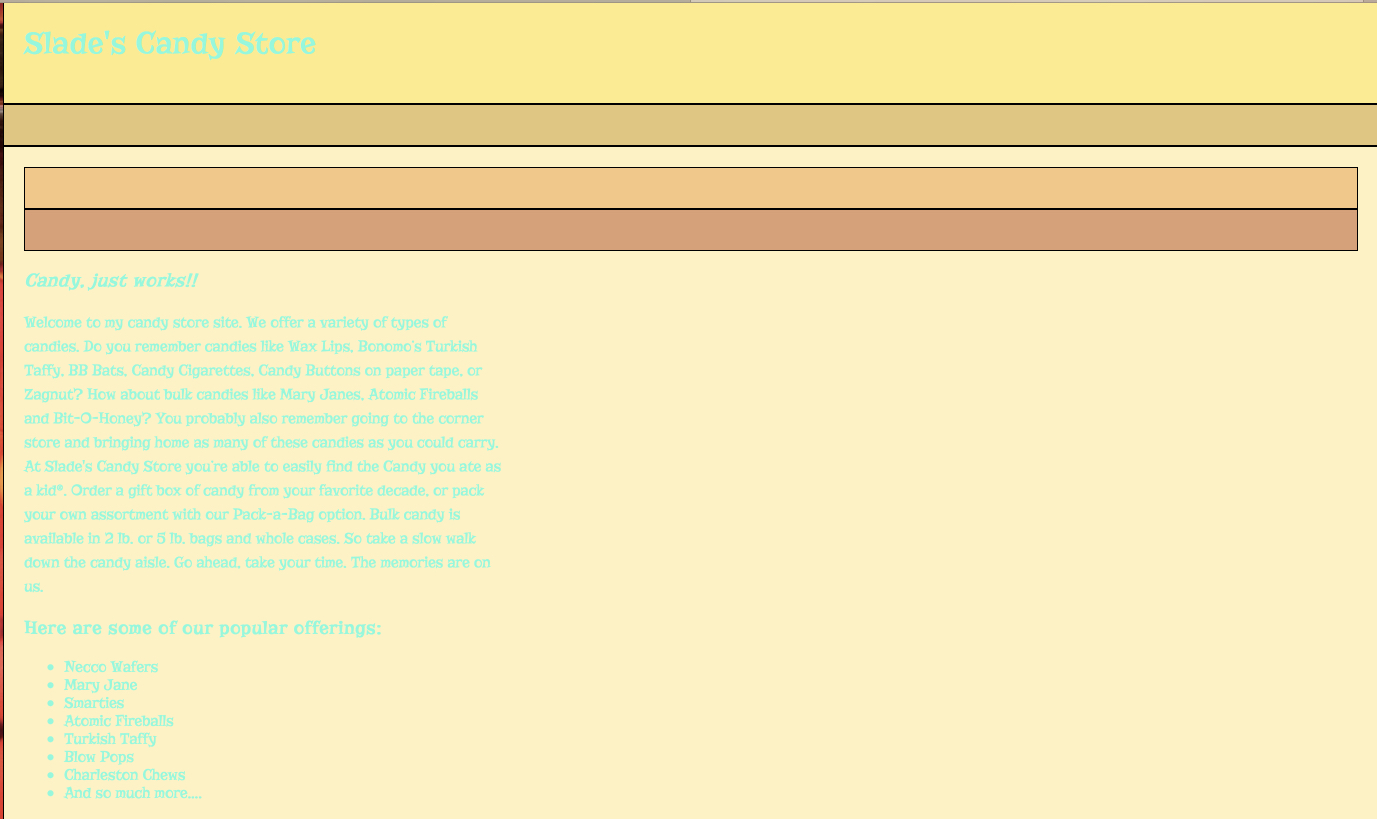 Slade's Candy Store
Candy, just works!!
Welcome to my candy store site. We offer a variety of types of
candies. Do you remember candies like Wax Lips, Bonomo's Turkish
Taffy, BB Bats, Candy Cigarettes, Candy Buttons on paper tape, or
Zagnut? How about bulk candies like Mary Janes, Atomic Fireballs
and Bit-O-Honey? You probably also remember going to the corner
store and bringing home as many of these candies as you could carry.
At Slade's Candy Store you're able to easily find the Candy you ate as
a kid®. Order a gift box of candy from your favorite decade, or pack
your own assortment with our Pack-a-Bag option. Bulk candy is
available in 2 lb. or 5 lb. bags and whole cases. So take a slow walk
down the candy aisle. Go ahead, take your time. The memories are on
us.
Here are some of our popular offerings:
• Necco Wafers
• Mary Jane
• Smarties
• Atomic Fireballs
• Turkish Taffy
• Blow Pops
• Charleston Chews
• And so much more....